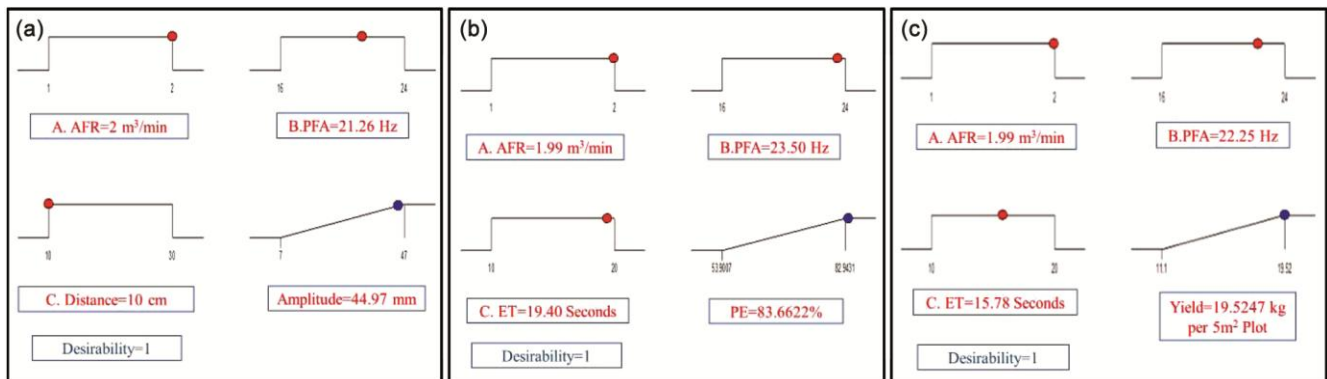 (a)
1
2
16
24
A. AFR=2 m³/min
B.PFA=21.26 Hz
10
30
7
47
C. Distance=10 cm
Amplitude=44.97 mm
Desirability=1
(b)
1
2
16
24
A. AFR=1.99 m³/min
B.PFA=23.50 Hz
10
20
53.9007
82.9431
C. ET=19.40 Seconds
PE=83.6622%
Desirability=1
(c)
1
2
16
24
A. AFR=1.99 m³/min
B.PFA=22.25 Hz
10
20
11.1
19.52
C. ET=15.78 Seconds
Yield=19.5247 kg
per 5m² Plot
Desirability=1